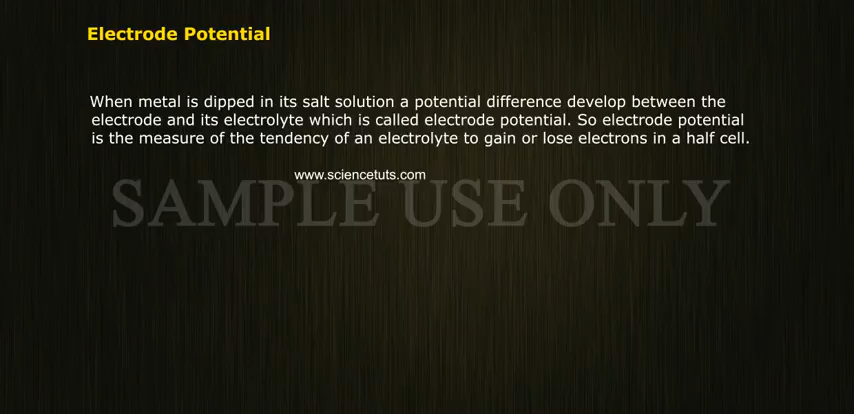 Electrode Potential
When metal is dipped in its salt solution a potential difference develop between the
electrode and its electrolyte which is called electrode potential. So electrode potential
is the measure of the tendency of an electrolyte to gain or lose electrons in a half cell.
www.sciencetuts.com
SAMPLE USE ONLY